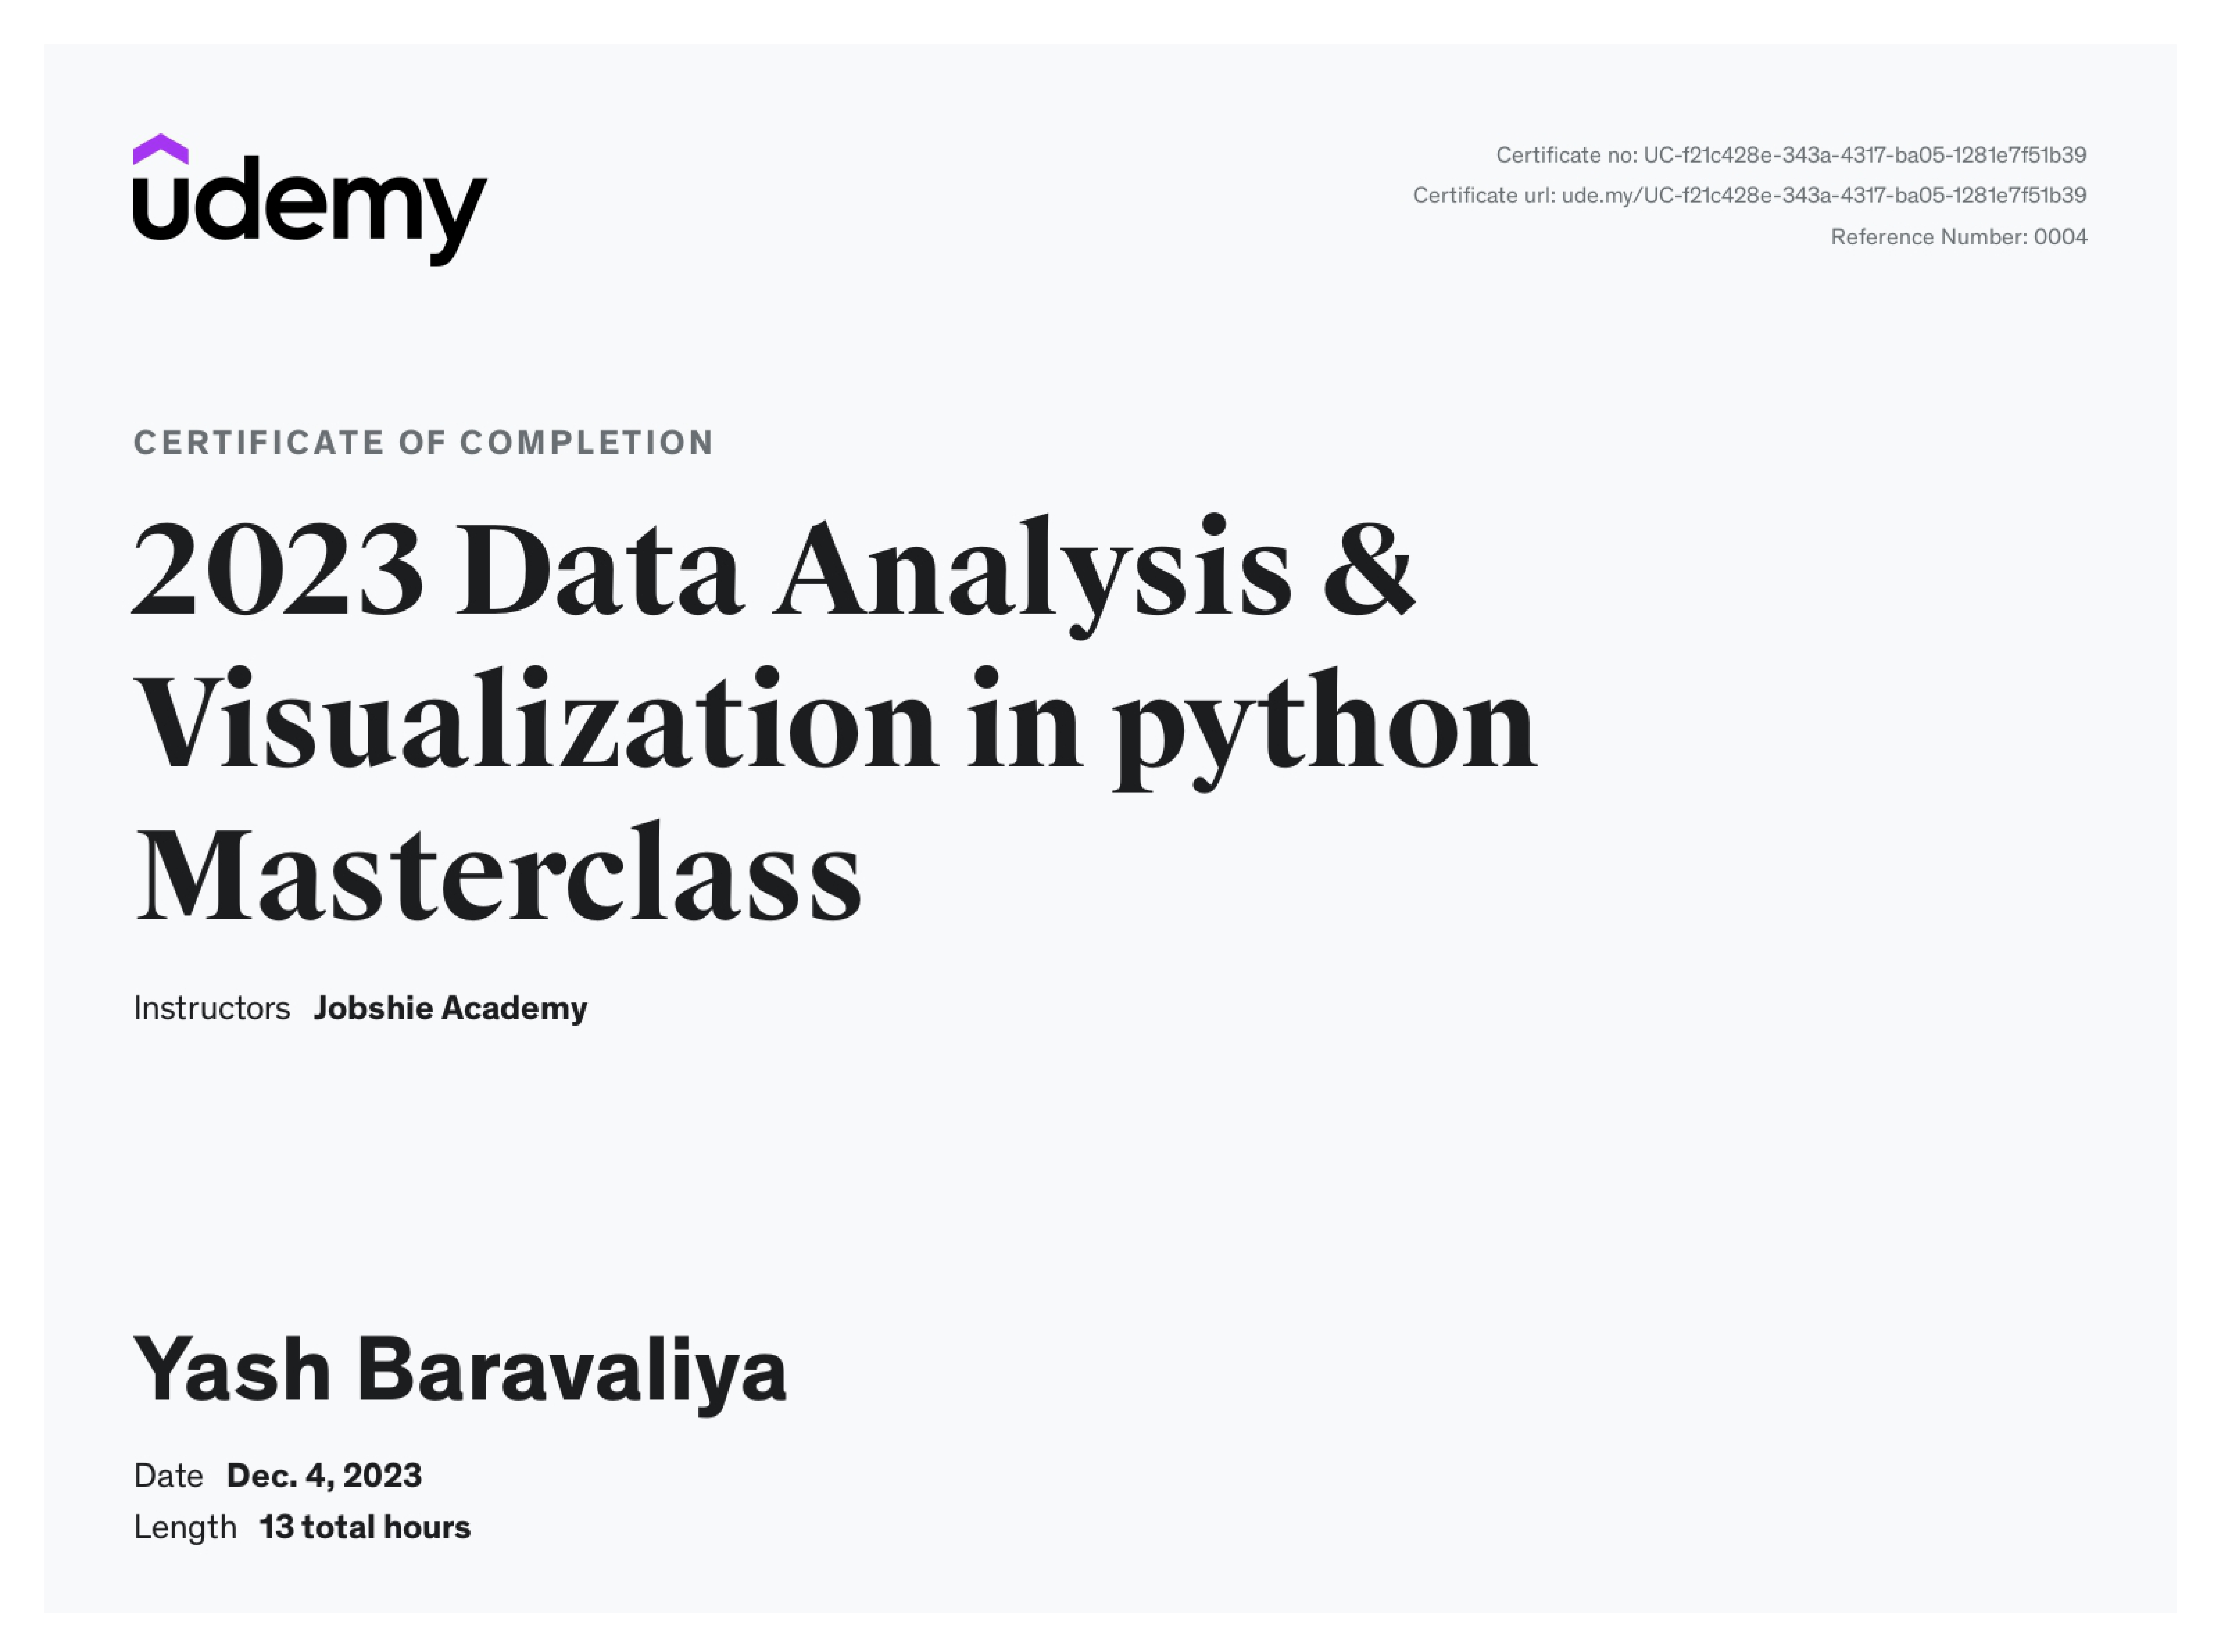 udemy
Certificate no: UC-f21c428e-343a-4317-ba05-1281e7f51b39
Certificate url: ude.my/UC-f21c428e-343a-4317-ba05-1281e7f51b39
Reference Number: 0004
CERTIFICATE OF COMPLETION
2023 Data Analysis &
Visualization in python
Masterclass
Instructors Jobshie Academy
Yash Baravaliya
Date Dec. 4, 2023
Length 13 total hours